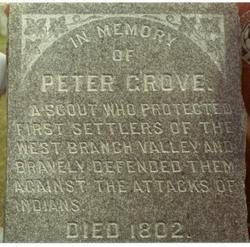 IN MEMORY
OF
PETER GROVE.
A SCOUT WHO PROTECTED
FIRST SETTLERS OF THE
WEST BRANCH VALLEY AND
BRAVELY DEFENDED THEM
AGAINST THE ATTACKS OF
INDIANS
DIED 1802.